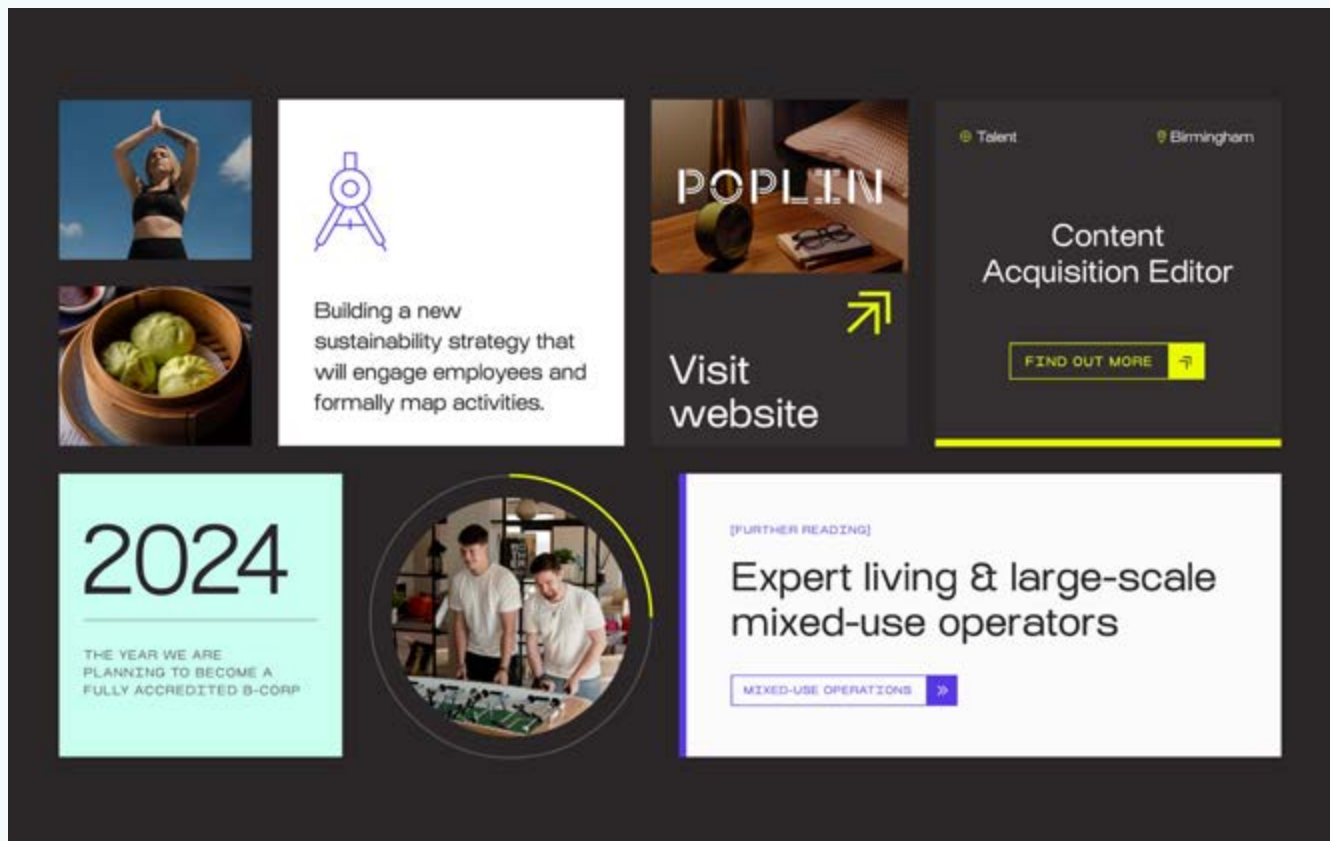 Building a new
sustainability strategy that
will engage employees and
formally map activities.
POPLIN
Visit
website
Talent
Birmingham
Content
Acquisition Editor
FIND OUT MORE
2024
THE YEAR WE ARE
PLANNING TO BECOME A
FULLY ACCREDITED B-CORP
[FURTHER READING]
Expert living & large-scale
mixed-use operators
MIXED-USE OPERATIONS